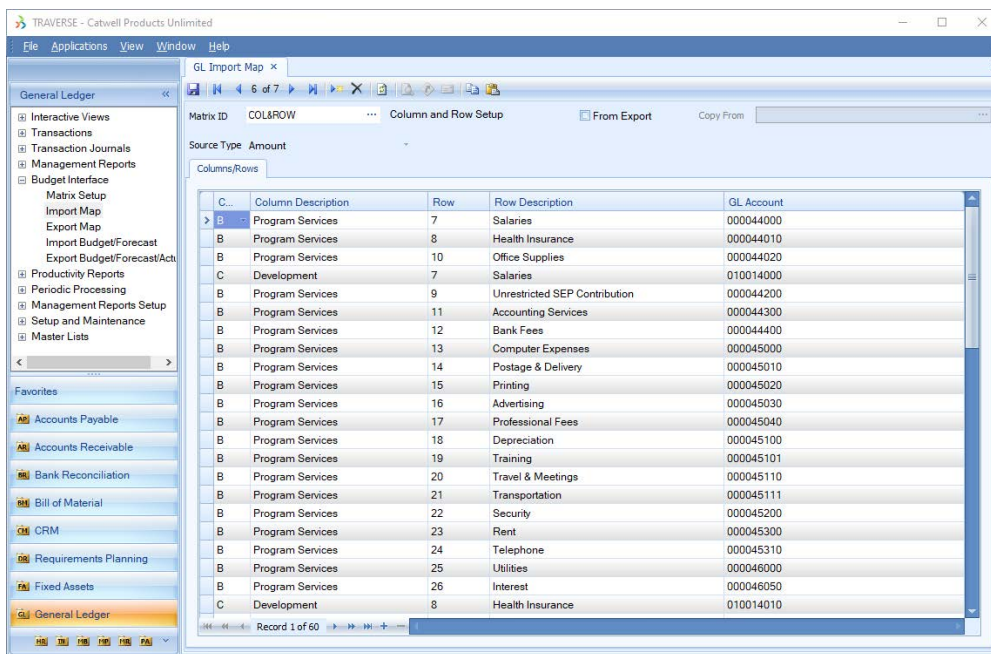 TRAVERSE - Catwell Products Unlimited
File Applications View Window Help
General Ledger «
Interactive Views
Transactions
Transaction Journals
Management Reports
Budget Interface
Matrix Setup
Import Map
Export Map
Import Budget/Forecast
Export Budget/Forecast/Actu
Productivity Reports
Periodic Processing
Management Reports Setup
Setup and Maintenance
Master Lists
Favorites
AP Accounts Payable
AR Accounts Receivable
BR Bank Reconciliation
BM Bill of Material
CM CRM
DR Requirements Planning
FA Fixed Assets
GL General Ledger
GL Import Map ×
6 of 7
Matrix ID COL&ROW ... Column and Row Setup From Export Copy From ...
Source Type Amount
Columns/Rows
C... Column Description Row Row Description GL Account
B Program Services 7 Salaries 000044000
B Program Services 8 Health Insurance 000044010
B Program Services 10 Office Supplies 000044020
C Development 7 Salaries 010014000
B Program Services 9 Unrestricted SEP Contribution 000044200
B Program Services 11 Accounting Services 000044300
B Program Services 12 Bank Fees 000044400
B Program Services 13 Computer Expenses 000045000
B Program Services 14 Postage & Delivery 000045010
B Program Services 15 Printing 000045020
B Program Services 16 Advertising 000045030
B Program Services 17 Professional Fees 000045040
B Program Services 18 Depreciation 000045100
B Program Services 19 Training 000045101
B Program Services 20 Travel & Meetings 000045110
B Program Services 21 Transportation 000045111
B Program Services 22 Security 000045200
B Program Services 23 Rent 000045300
B Program Services 24 Telephone 000045310
B Program Services 25 Utilities 000046000
B Program Services 26 Interest 000046050
C Development 8 Health Insurance 010014010
Record 1 of 60